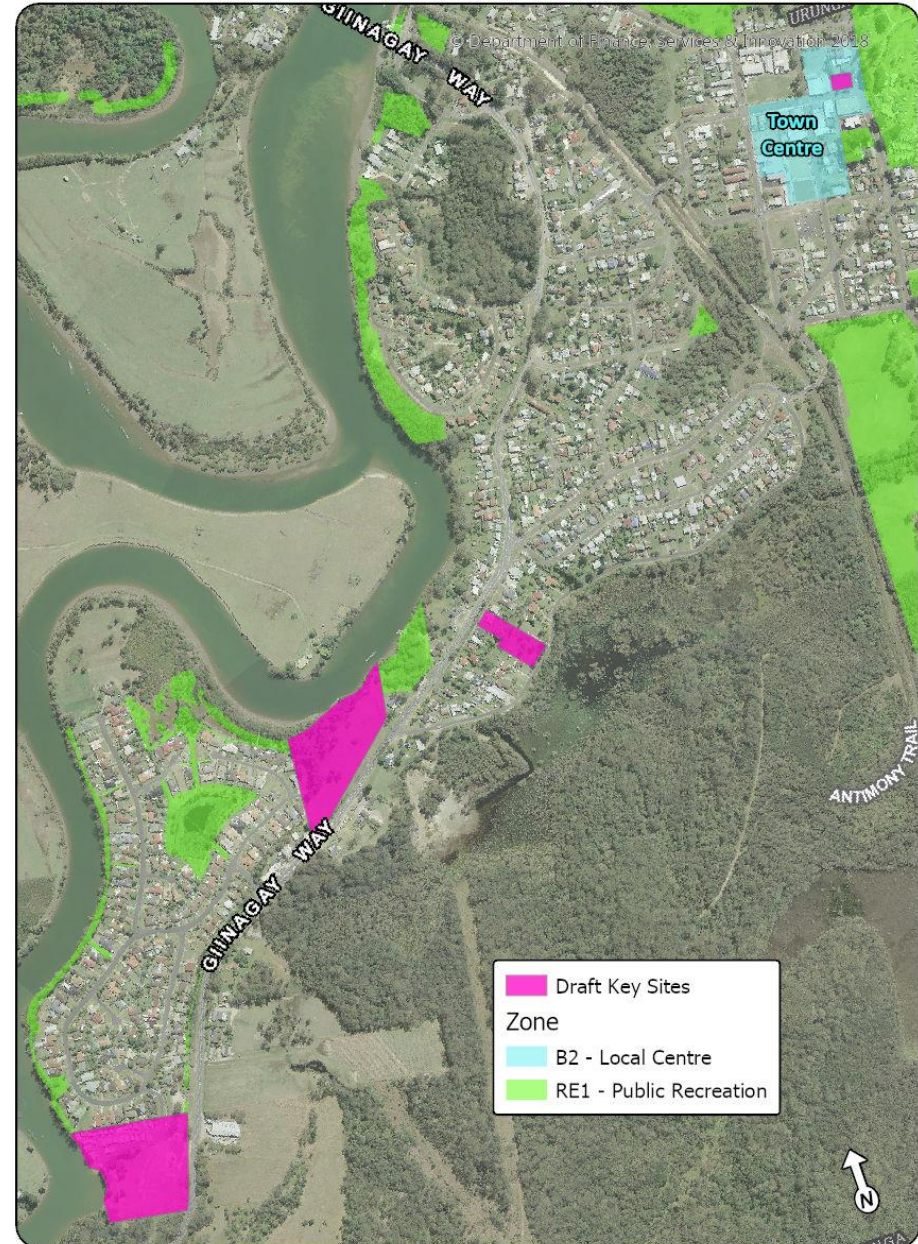 GIINAGAY WAY
URUNGA
© Department of Finance, Services & Innovation 2018
Town
Centre
ANTIMONY TRAIL
GIINAGAY WAY
Draft Key Sites
Zone
B2 - Local Centre
RE1 - Public Recreation
N